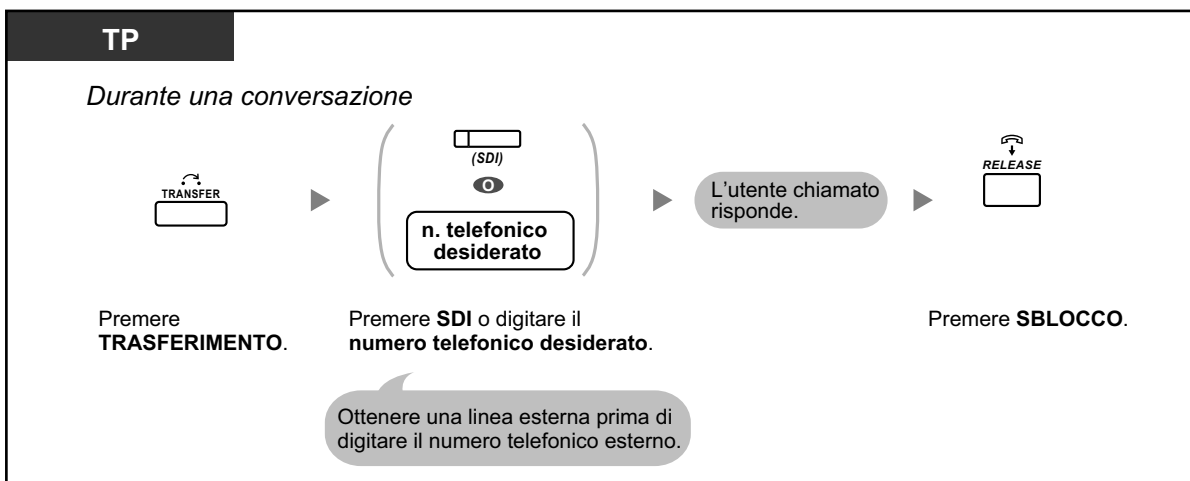 TP
Durante una conversazione
TRANSFER
(SDI)
O
n. telefonico
desiderato
L'utente chiamato
risponde.
RELEASE
Premere
TRASFERIMENTO.
Premere SDI o digitare il
numero telefonico desiderato.
Premere SBLOCCO.
Ottenere una linea esterna prima di
digitare il numero telefonico esterno.